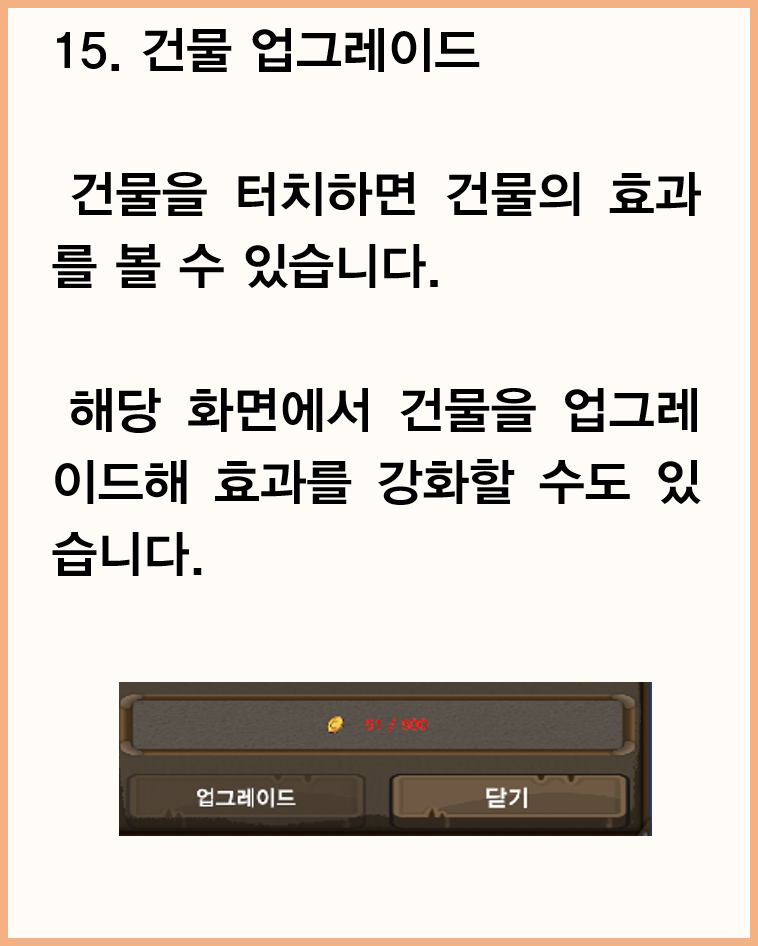 15. 건물 업그레이드
건물을 터치하면 건물의 효과
를 볼 수 있습니다.
해당 화면에서 건물을 업그레
이드해 효과를 강화할 수도 있
습니다.
51 / 600
업그레이드 닫기